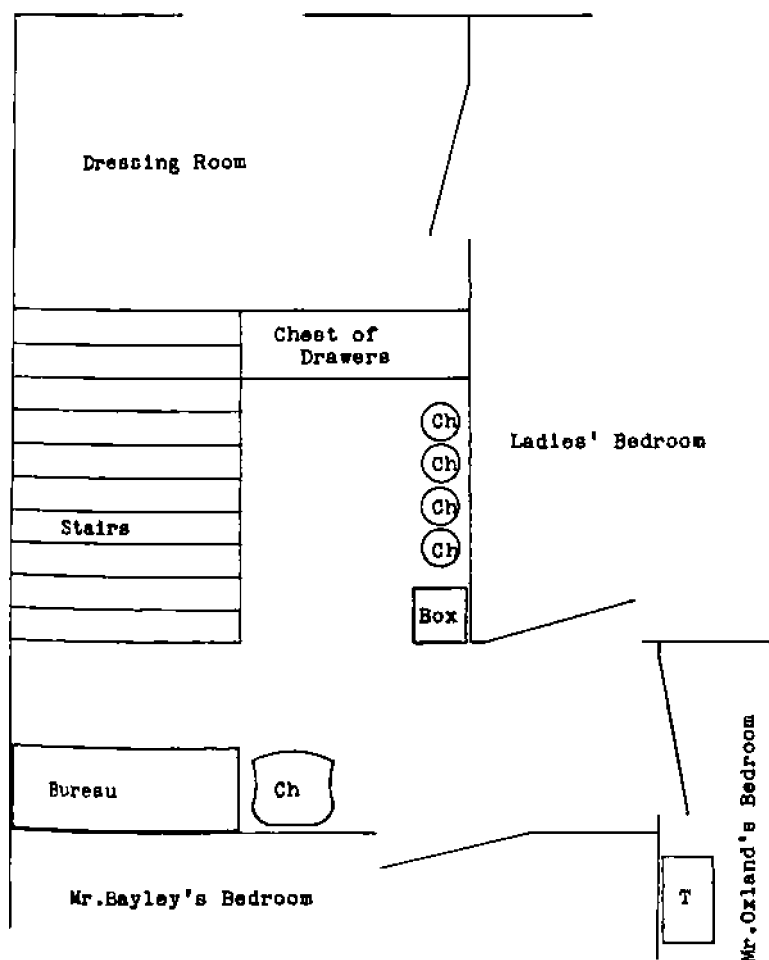 Dressing Room
Chest of
Drawers
Ch
Ch
Ch
Ch
Ladies' Bedroom
Stairs
Box
Bureau
Ch
Mr.Bayley's Bedroom
T
Mr.Oxland's Bedroom